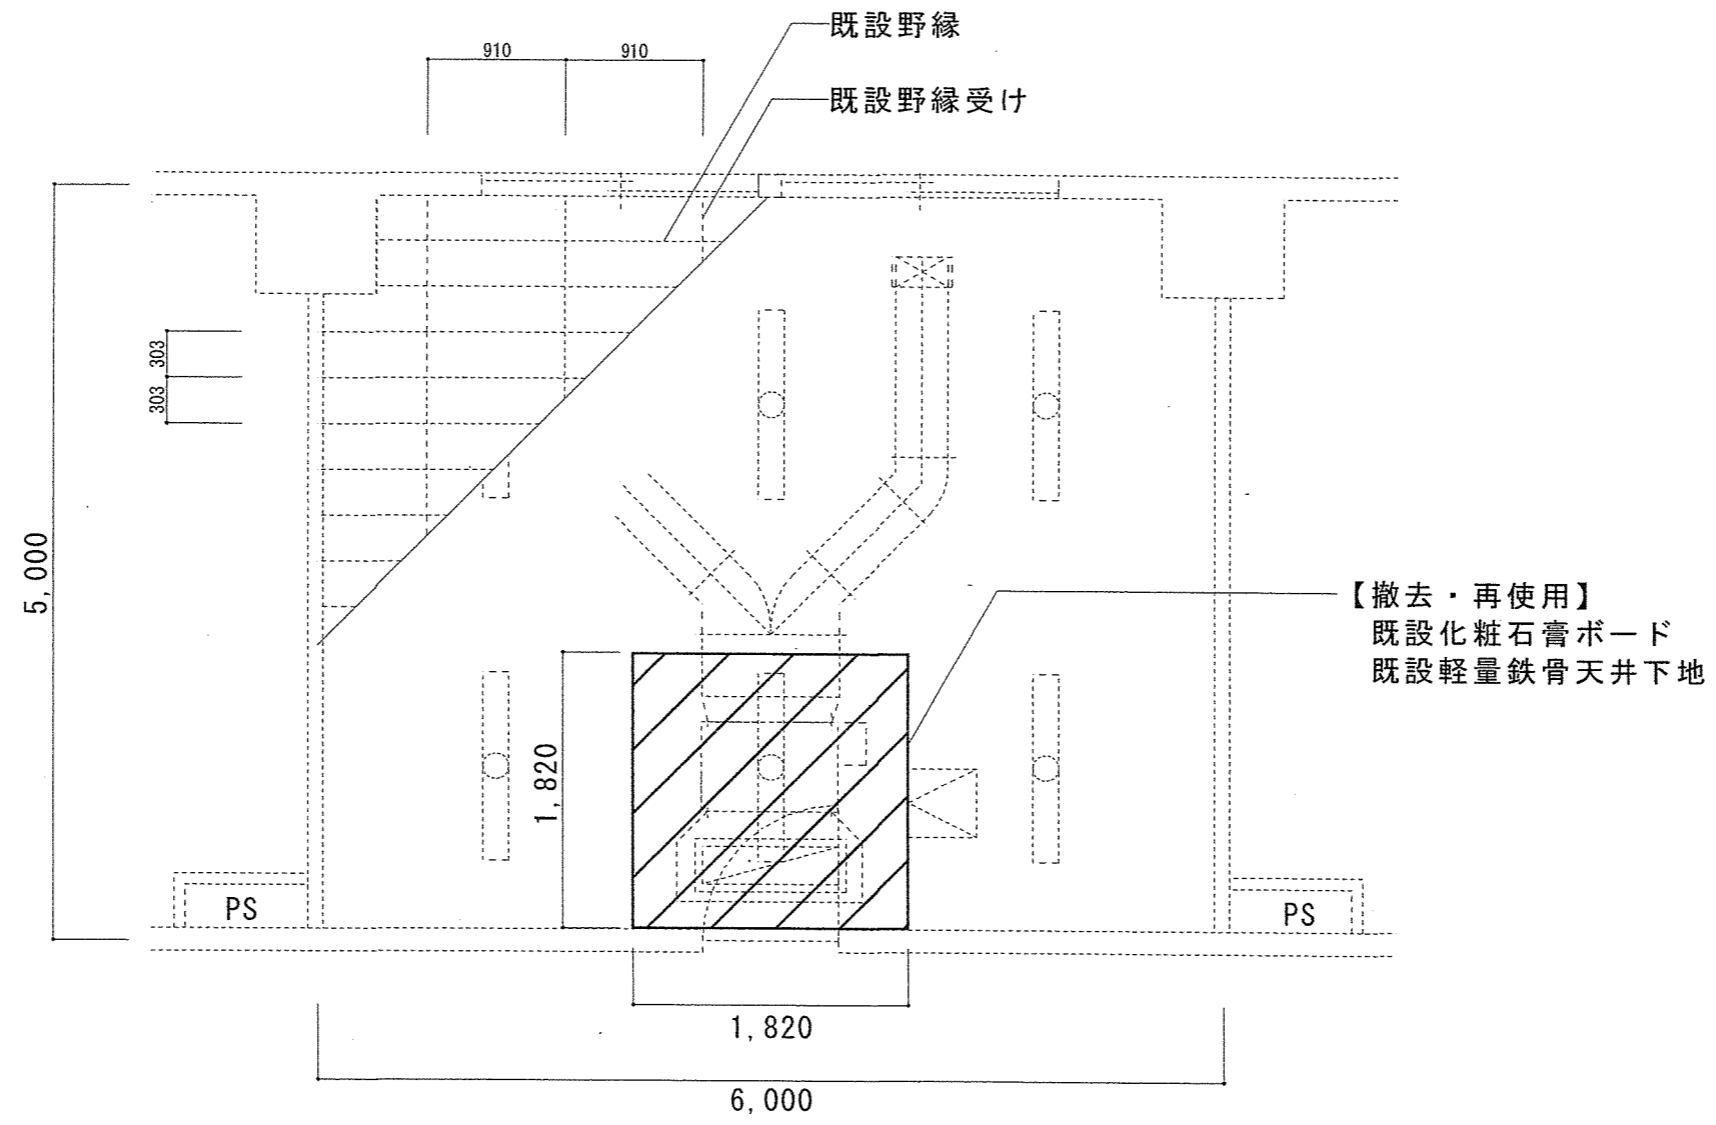 既設野縁
910
910
既設野縁受け
303
303
5,000
【撤去・再使用】
既設化粧石膏ボード
既設軽量鉄骨天井下地
1,820
PS
PS
1,820
6,000